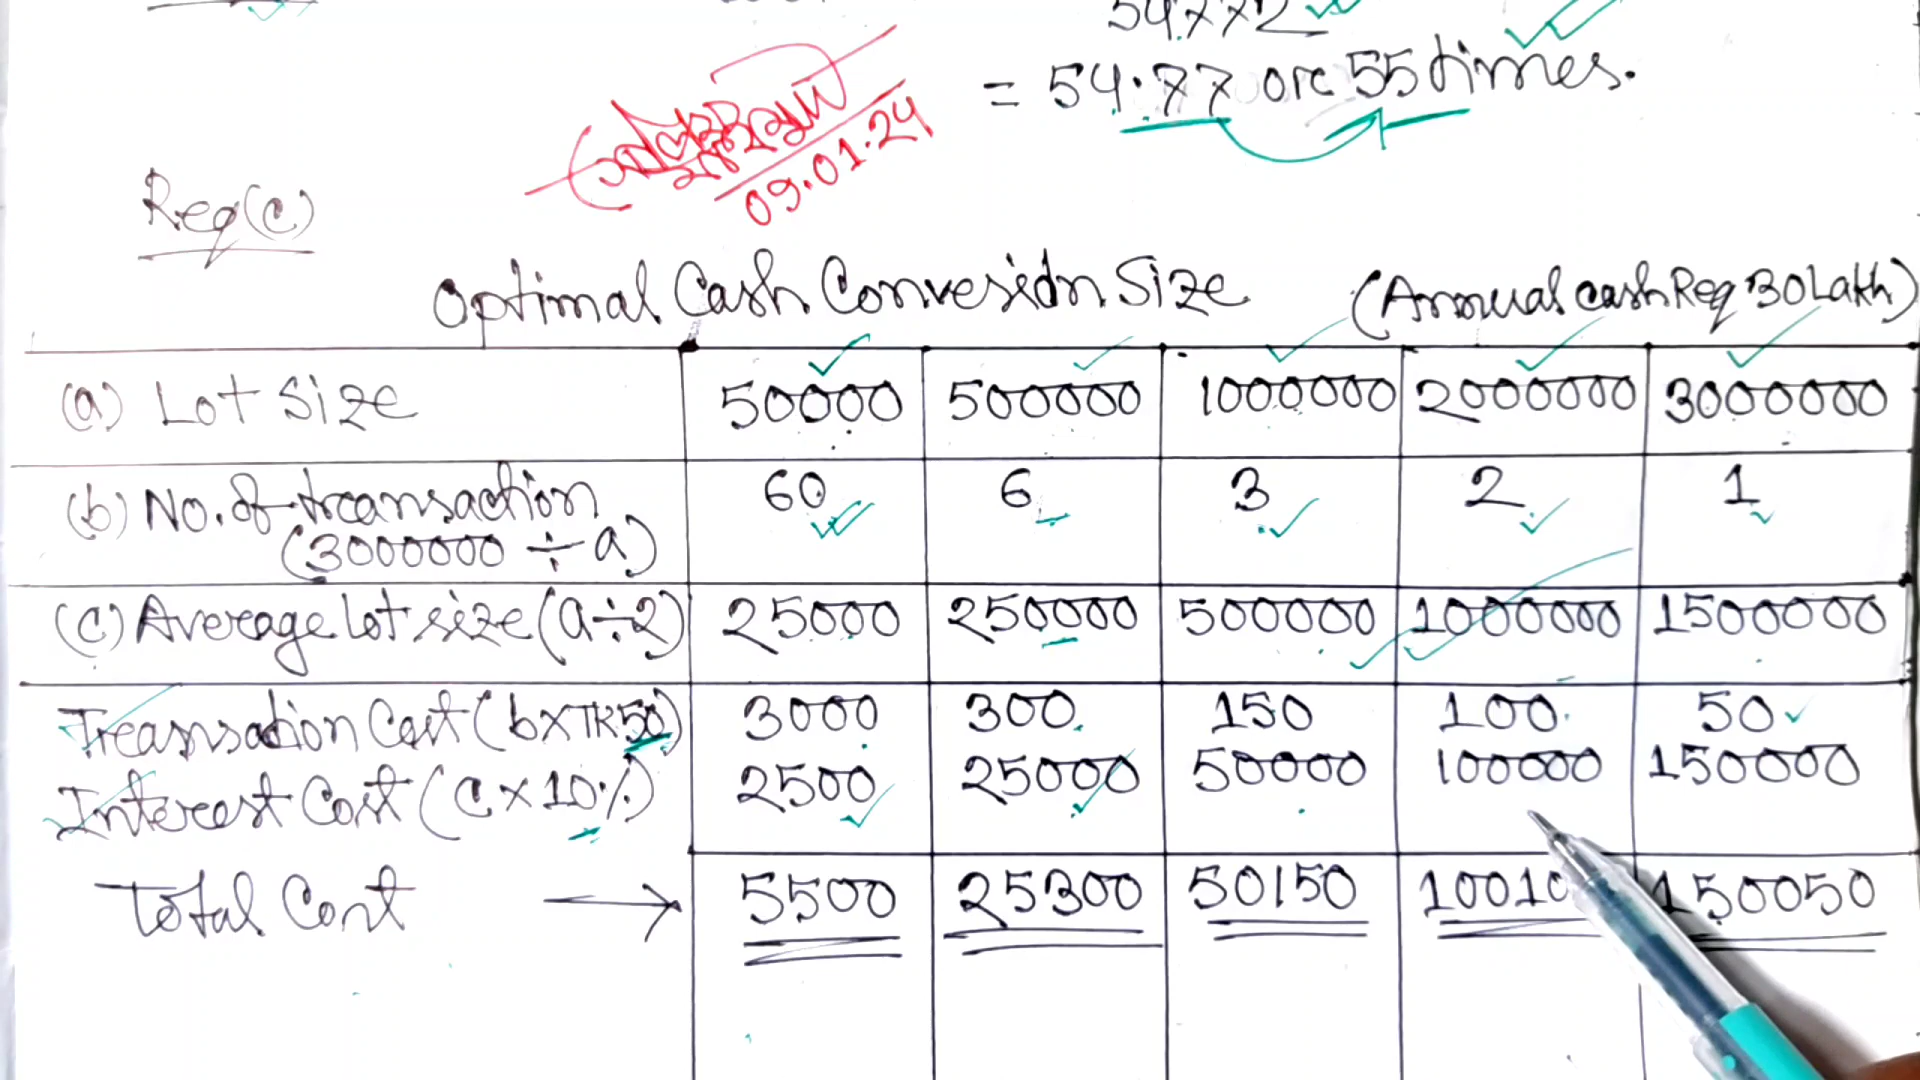 54772
= 54.77 or 55 times.
09.01.24
Req(c)
Optimal Cash Conversion Size (Annual cash Req 30 Lakh)
(a) Lot Size 50000 500000 1000000 2000000 3000000
(b) No. of transaction 60 6 3 2 1
(3000000 ÷ a)
(c) Average lot size (a÷2) 25000 250000 500000 1000000 1500000
Transaction Cost (b×TK50) 3000 300 150 100 50
Interest Cost (c × 10%) 2500 25000 50000 100000 150000
Total Cost → 5500 25300 50150 10010 150050